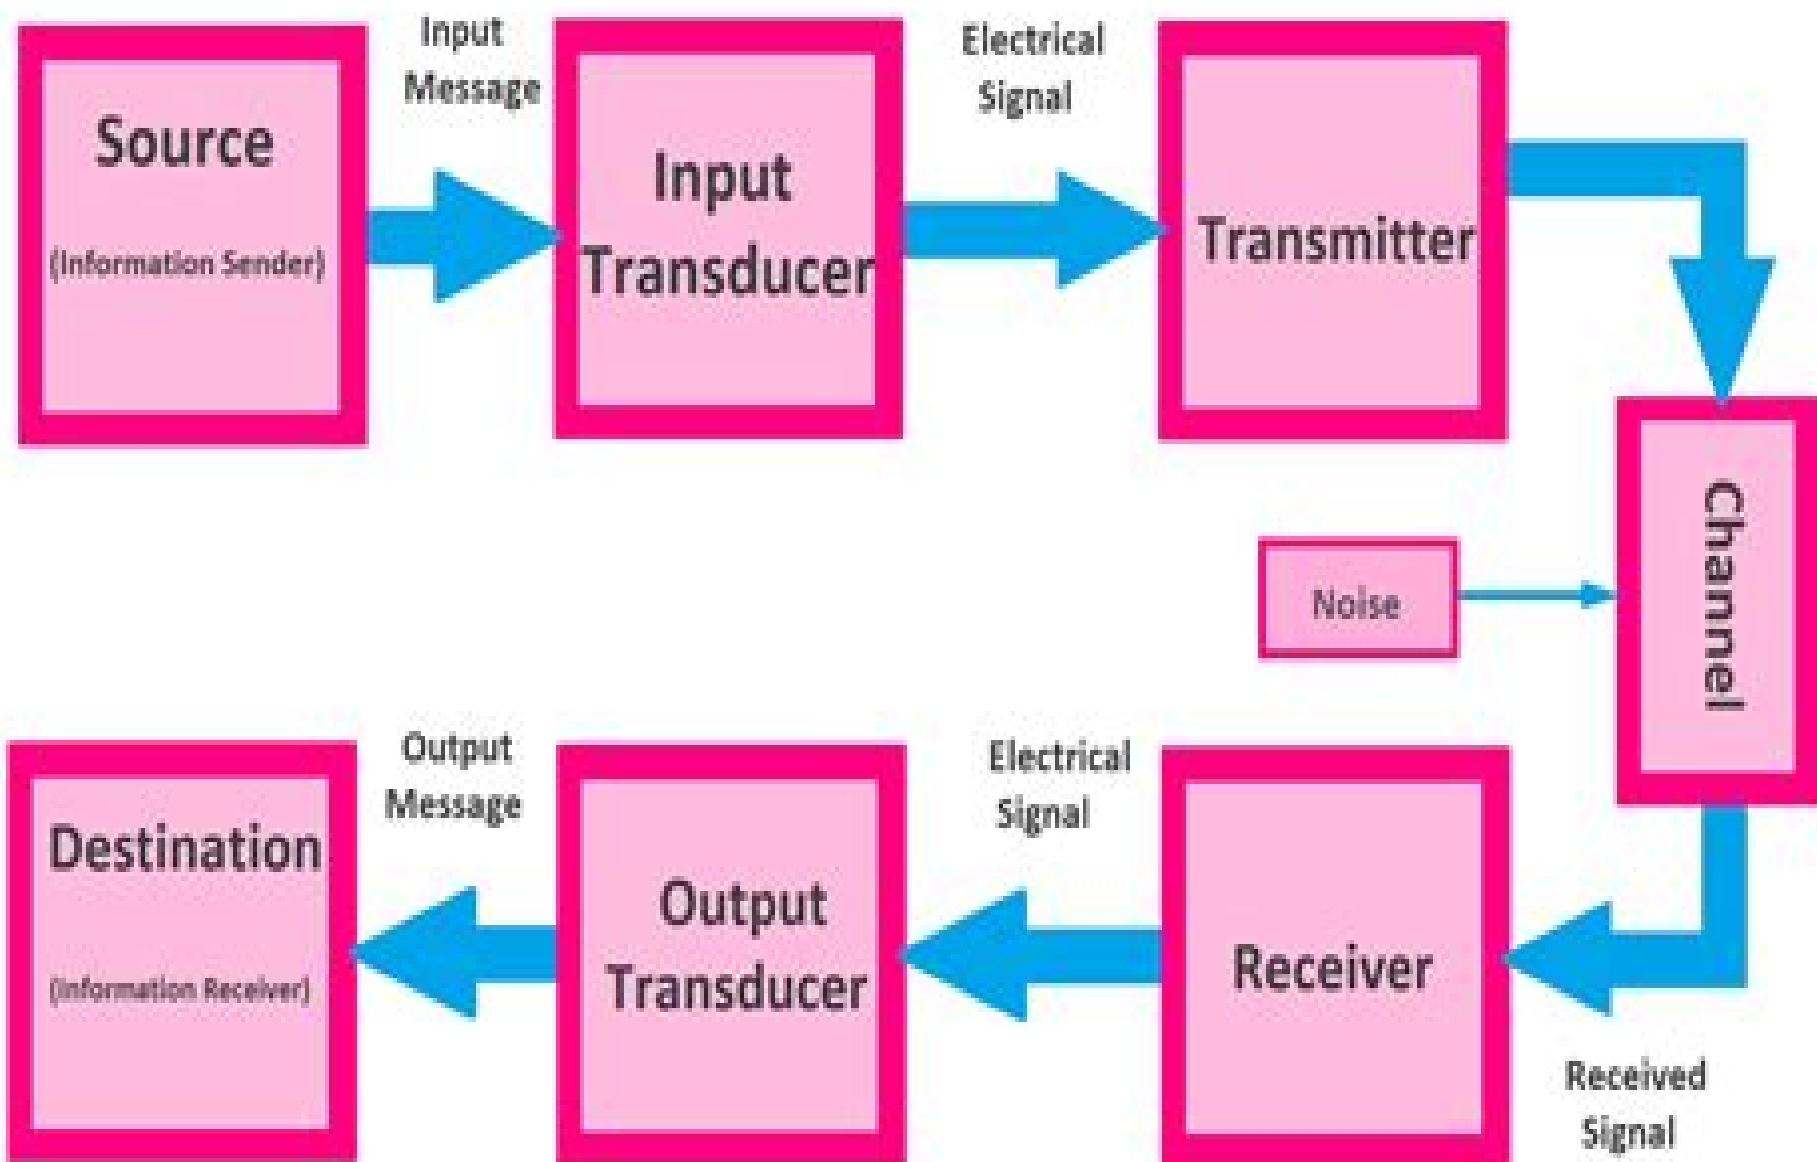 Source
(Information Sender)
Input
Message
Input
Transducer
Electrical
Signal
Transmitter
Channel
Noise
Received
Signal
Receiver
Electrical
Signal
Output
Transducer
Output
Message
Destination
(Information Receiver)